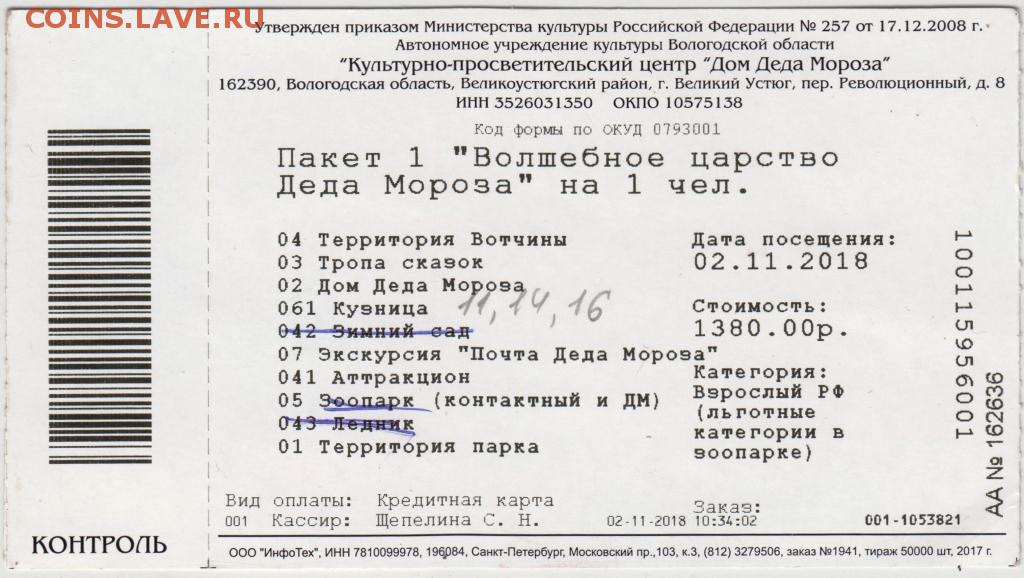 COINS.LAVE.RU
Утвержден приказом Министерства культуры Российской Федерации № 257 от 17.12.2008 г.
Автономное учреждение культуры Вологодской области
"Культурно-просветительский центр "Дом Деда Мороза"
162390, Вологодская область, Великоустюгский район, г. Великий Устюг, пер. Революционный, д. 8
ИНН 3526031350 ОКПО 10575138
Код формы по ОКУД 0793001
Пакет 1 "Волшебное царство
Деда Мороза" на 1 чел.
04 Территория Вотчины
03 Тропа сказок
02 Дом Деда Мороза
061 Кузница 11, 14, 16
042 Зимний сад
07 Экскурсия "Почта Деда Мороза"
041 Аттракцион
05 Зоопарк (контактный и ДМ)
043 Ледник
01 Территория парка
Дата посещения:
02.11.2018
Стоимость:
1380.00р.
Категория:
Взрослый РФ
(льготные
категории в
зоопарке)
100115956001
АА № 162636
Вид оплаты: Кредитная карта
001 Кассир: Щепелина С. Н.
02-11-2018 10:34:02
Заказ:
001-1053821
КОНТРОЛЬ
ООО "ИнфоТех", ИНН 7810099978, 196084, Санкт-Петербург, Московский пр.,103, к.3, (812) 3279506, заказ №1941, тираж 50000 шт, 2017 г.